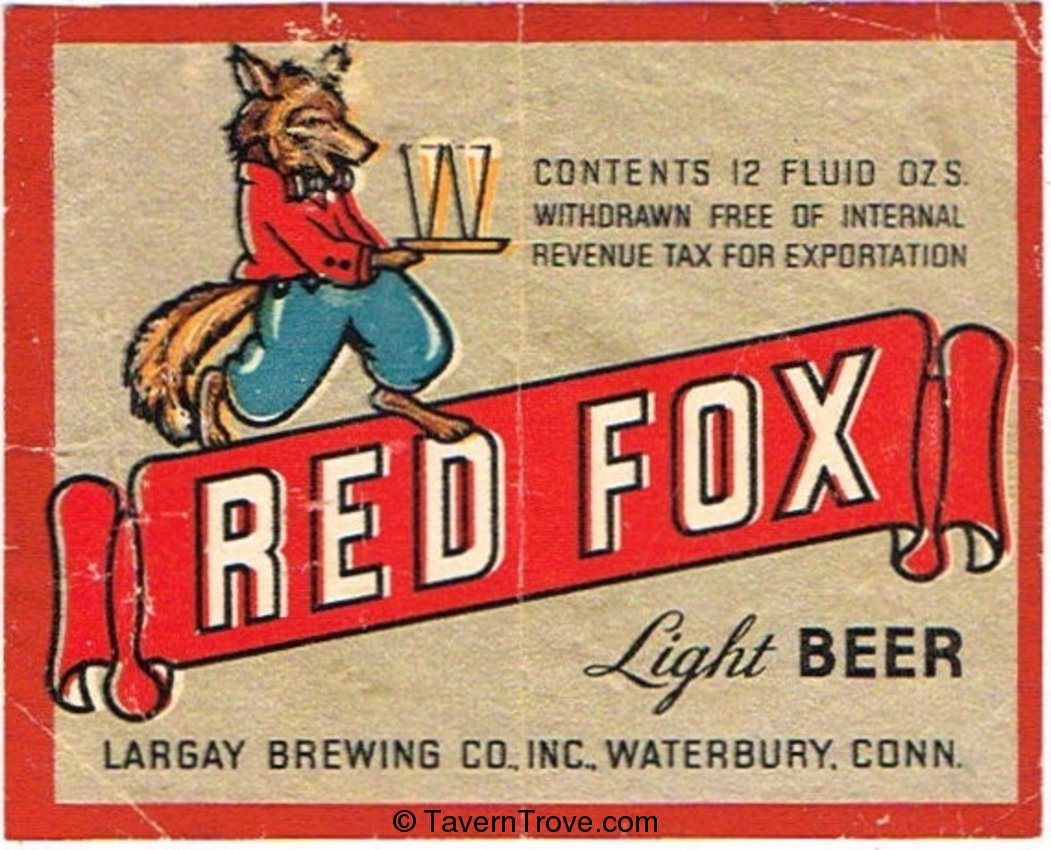 CONTENTS 12 FLUID OZS.
WITHDRAWN FREE OF INTERNAL
REVENUE TAX FOR EXPORTATION
RED FOX
Light BEER
LARGAY BREWING CO., INC., WATERBURY, CONN.
© TavernTrove.com